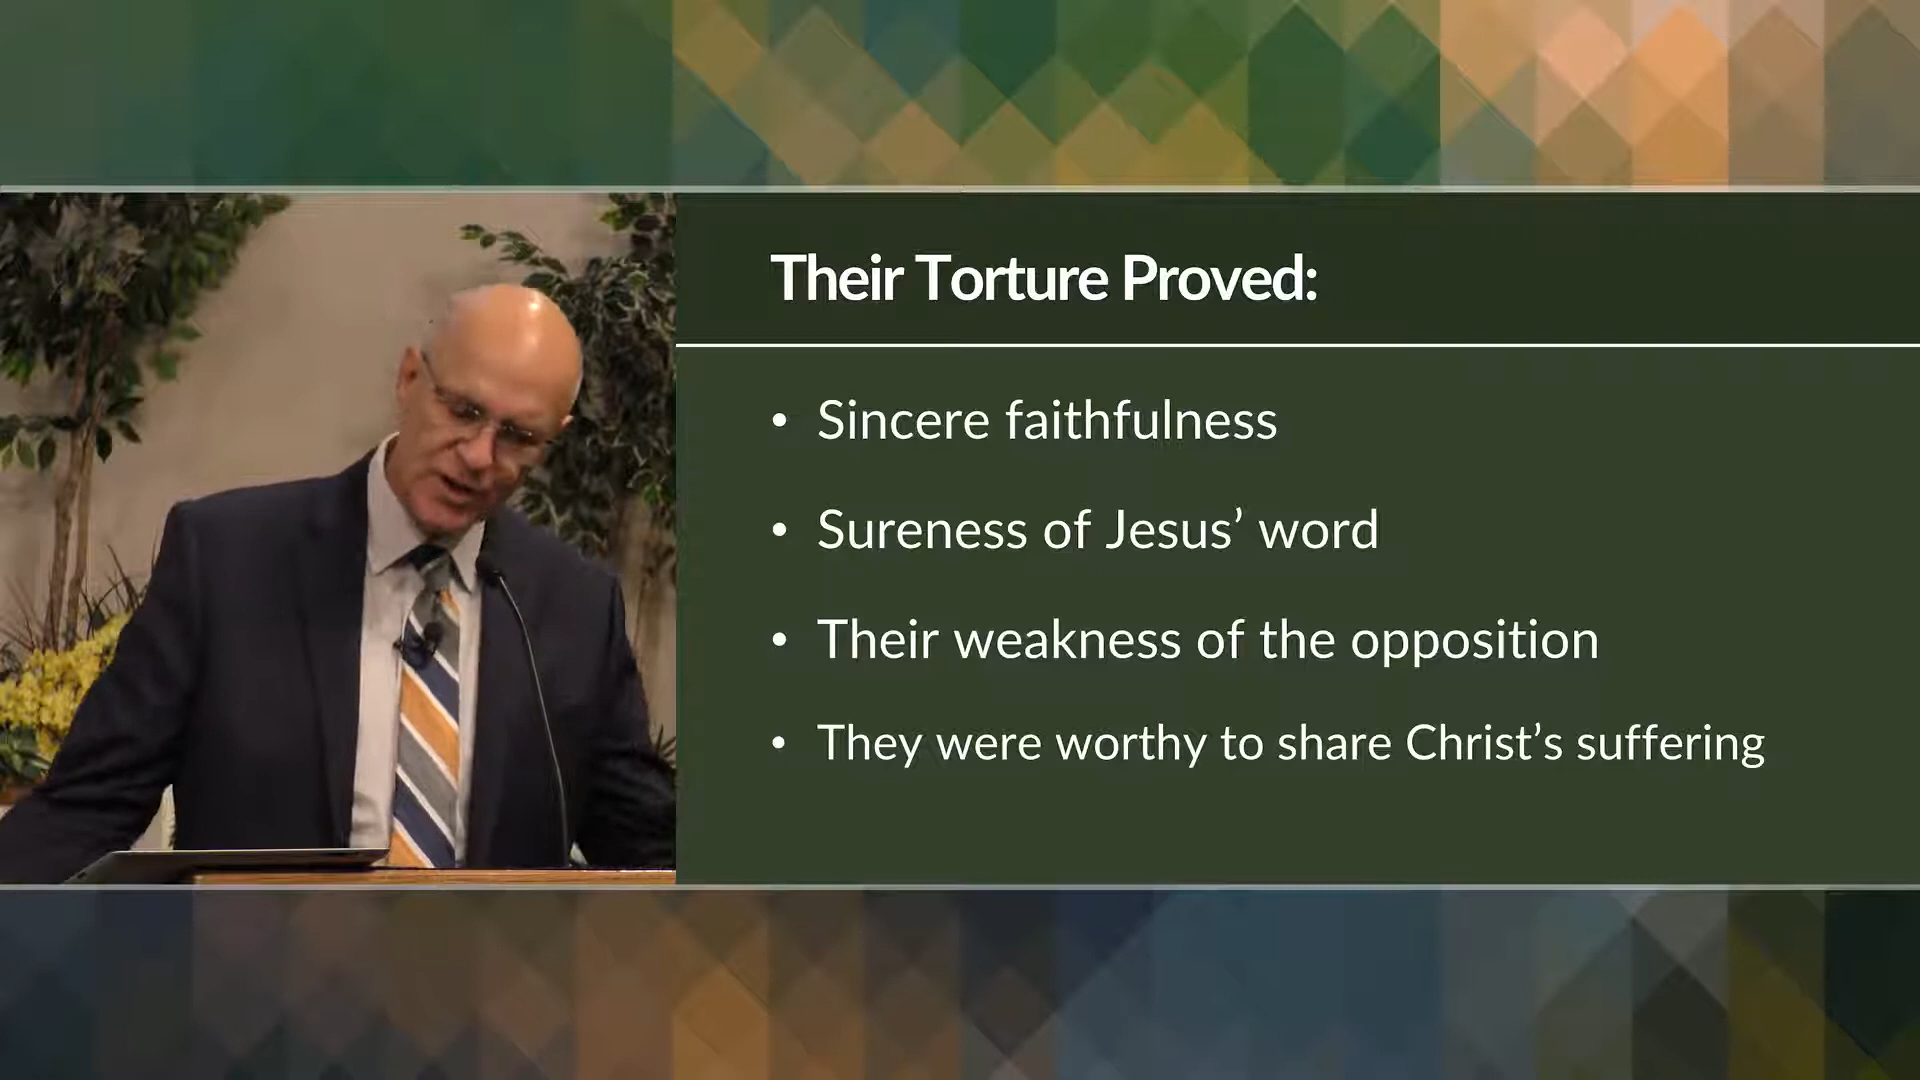 Their Torture Proved:
• Sincere faithfulness
• Sureness of Jesus’ word
• Their weakness of the opposition
• They were worthy to share Christ’s suffering